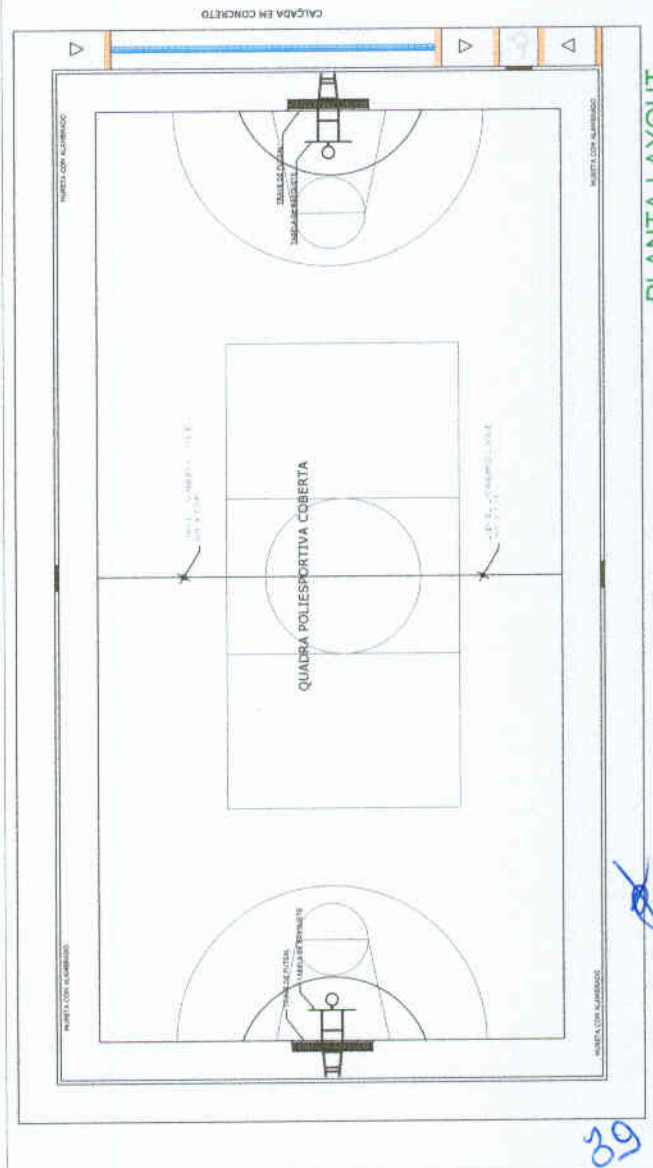 CALÇADA EM CONCRETO
MURETA COM ALAMBRADO
MURETA COM ALAMBRADO
TRAVE DE FUTSAL
TABELA DE BASQUETE
QUADRA POLIESPORTIVA COBERTA
TRAVE DE FUTSAL
TABELA DE BASQUETE
MURETA COM ALAMBRADO
MURETA COM ALAMBRADO
PLANTA LAYOUT
39